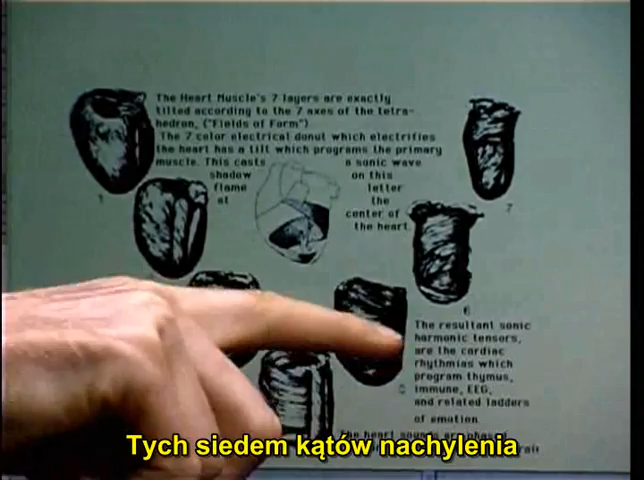 The Heart Muscle's 7 layers are exactly
tilted according to the 7 axes of the tetra-
hedron, ("Fields of Form")
The 7 color electrical donut which electrifies
the heart has a tilt which programs the primary
muscle. This casts a sonic wave
shadow on this
flame letter
at the
center of
the heart
1
7
6
The resultant sonic
harmonic tensors,
are the cardiac
rhythmias which
program thymus,
immune, EEG,
and related ladders
of emotion
The heart sounds
Tych siedem kątów nachylenia